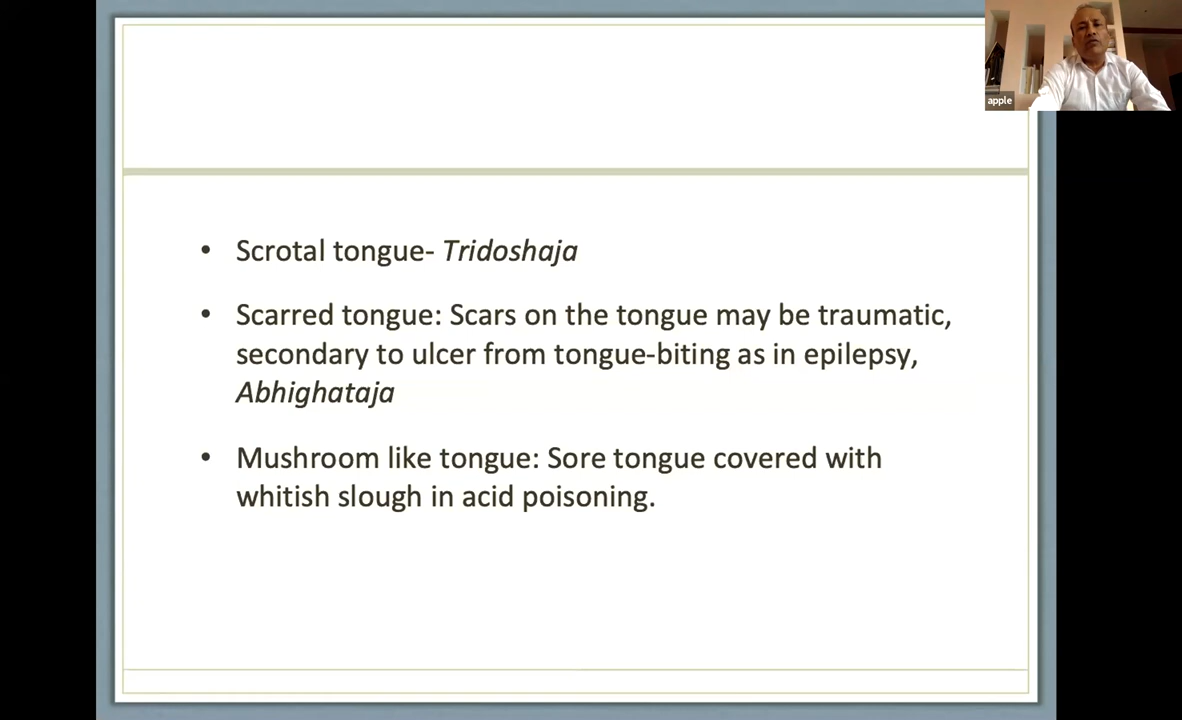 apple
• Scrotal tongue- Tridoshaja
• Scarred tongue: Scars on the tongue may be traumatic,
secondary to ulcer from tongue-biting as in epilepsy,
Abhighataja
• Mushroom like tongue: Sore tongue covered with
whitish slough in acid poisoning.